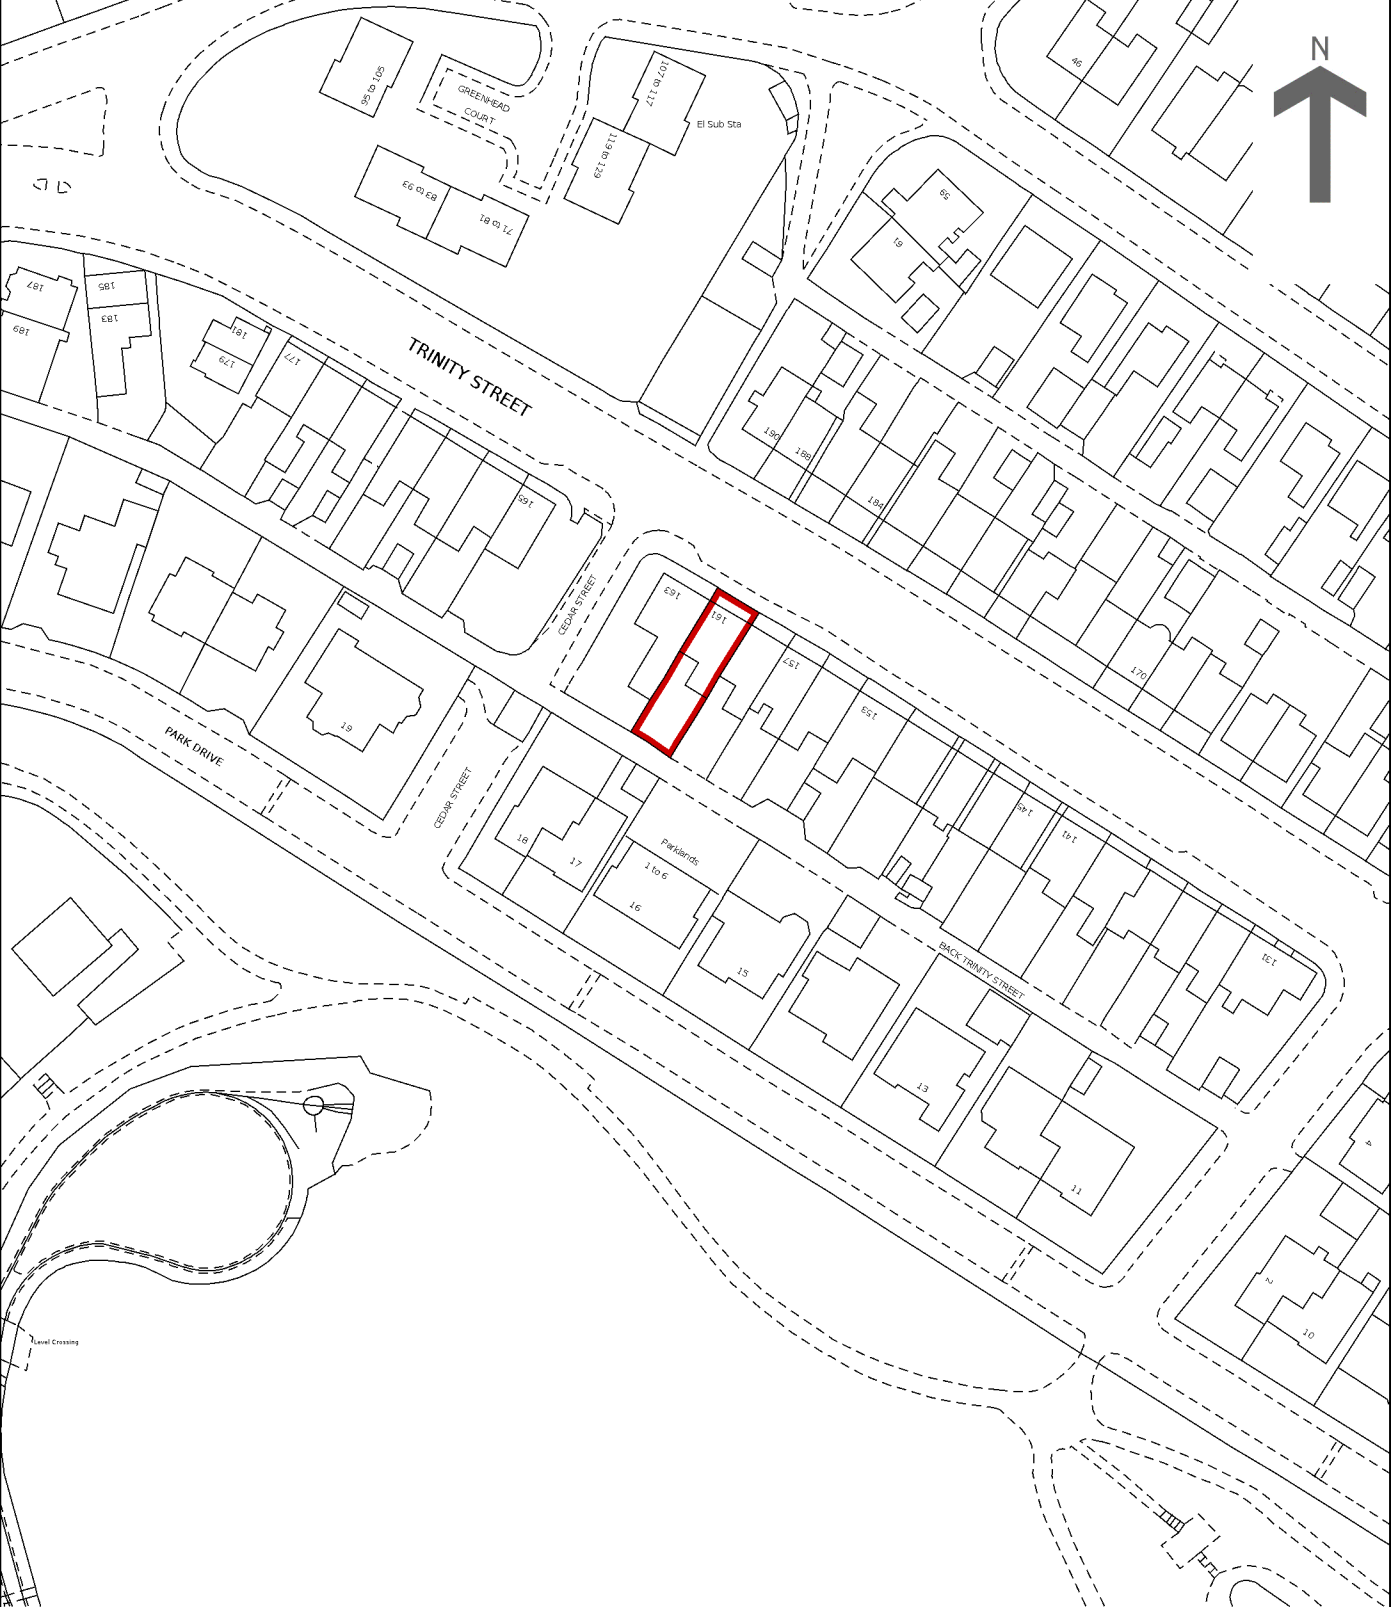 N
46
95 to 105
GREENHEAD
COURT
107 to 117
El Sub Sta
119 to 129
83 to 93
71 to 81
59
61
187
185
183
189
181
179
177
TRINITY STREET
190
188
184
165
CEDAR STREET
163
161
157
153
170
19
PARK DRIVE
CEDAR STREET
145
141
18
17
Parklands
1 to 6
16
15
BACK TRINITY STREET
131
13
11
4
2
10
Level Crossing